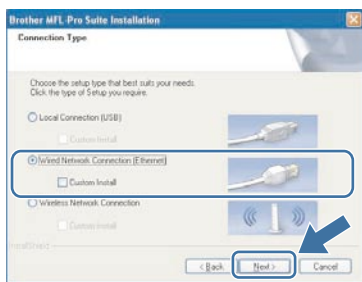 Brother MFL-Pro Suite Installation
Connection Type
Choose the setup type that best suits your needs.
Click the type of Setup you require.
Local Connection (USB)
Custom Install
Wired Network Connection (Ethernet)
Custom Install
Wireless Network Connection
Custom Install
InstallShield
< Back
Next >
Cancel